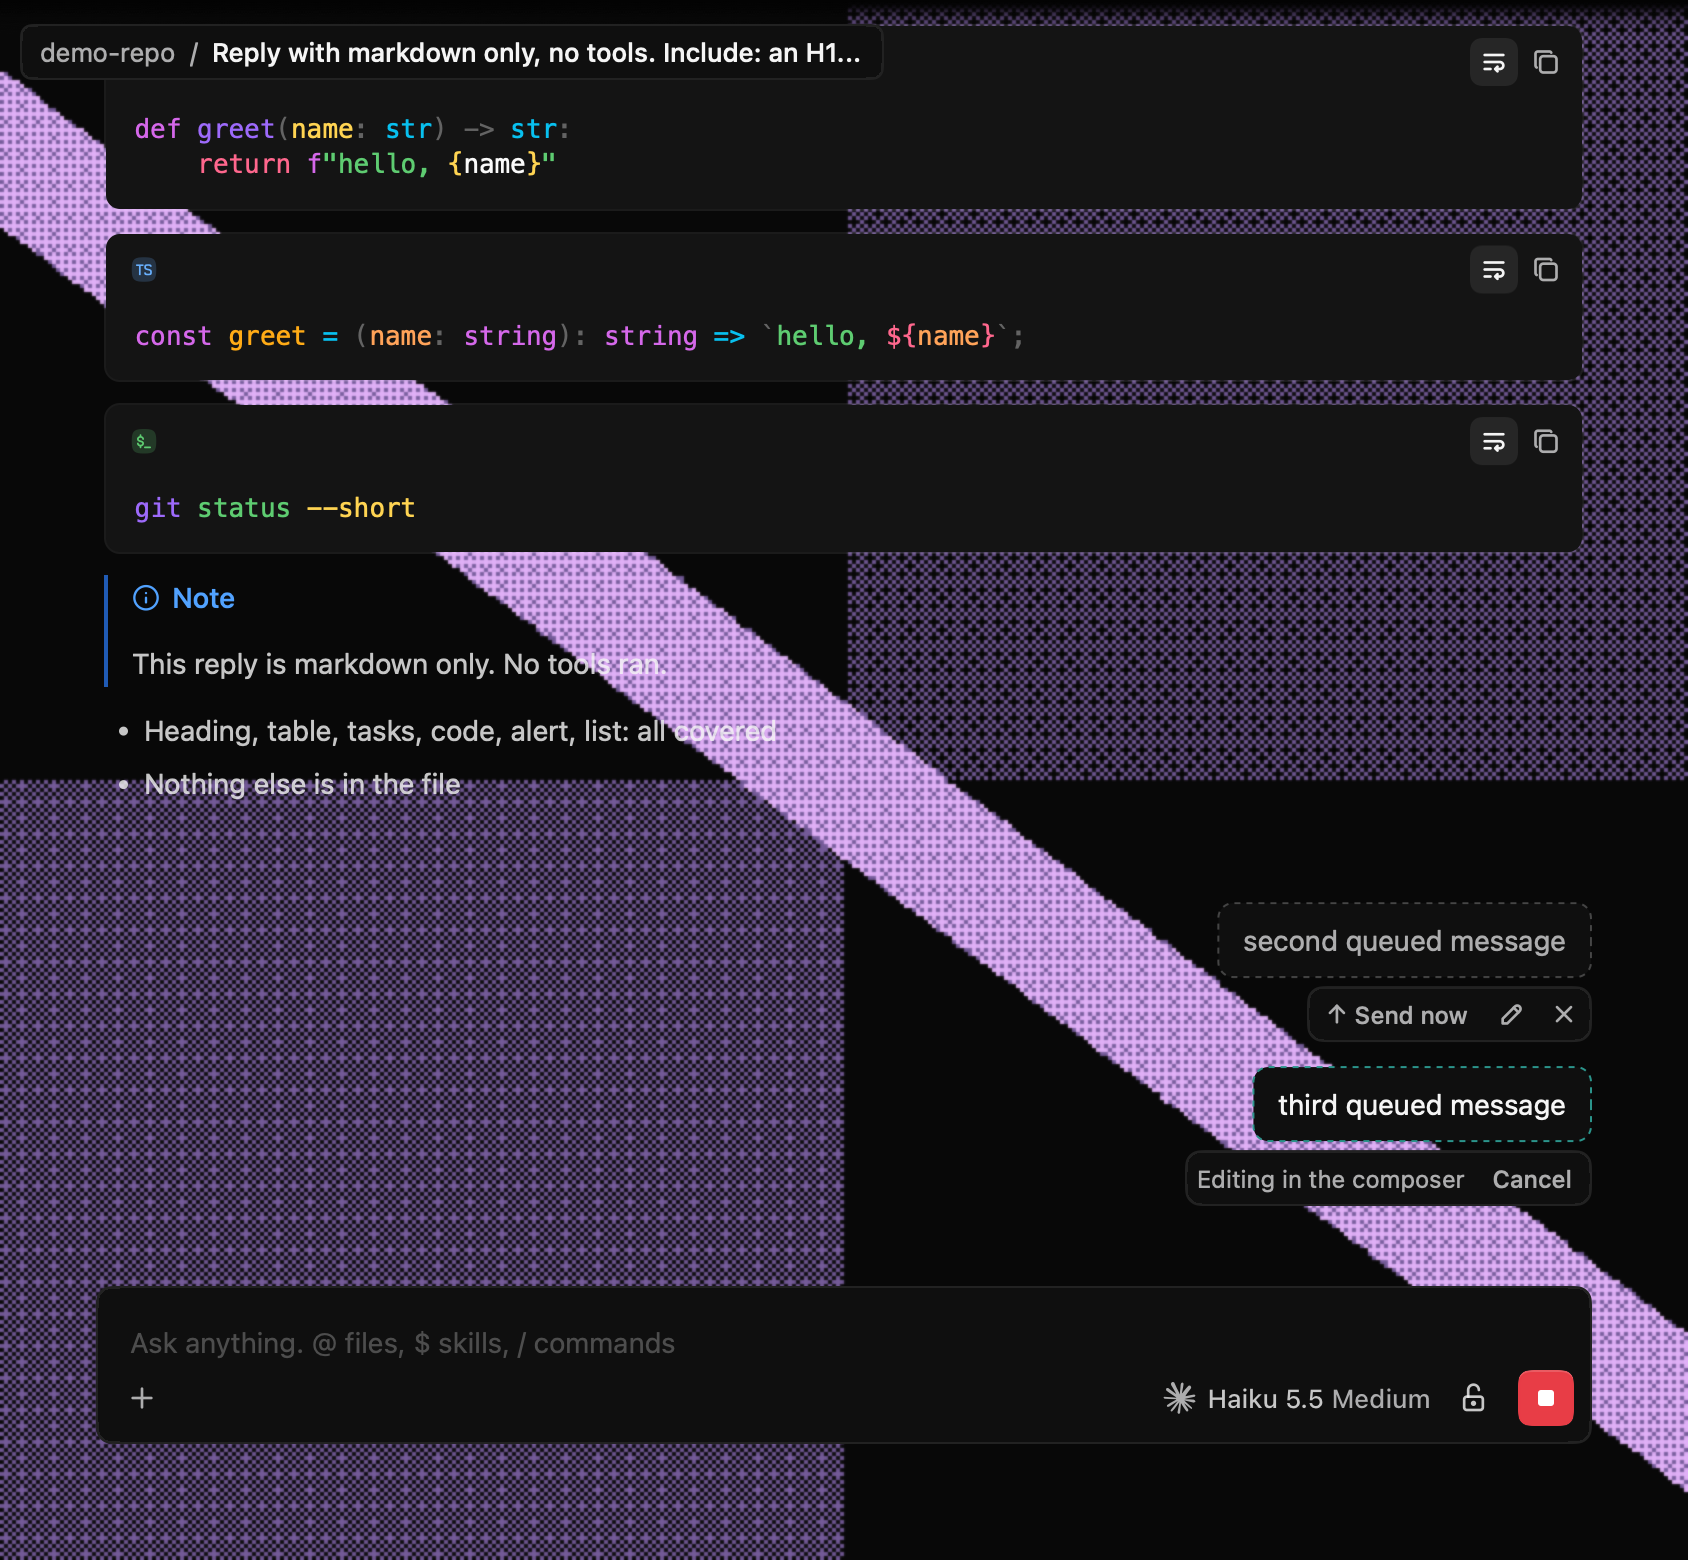 demo-repo / Reply with markdown only, no tools. Include: an H1...
def greet(name: str) -> str:
    return f"hello, {name}"
TS
const greet = (name: string): string => `hello, ${name}`;
$_
git status --short
Note
This reply is markdown only. No tools ran.
• Heading, table, tasks, code, alert, list: all covered
• Nothing else is in the file
second queued message
↑ Send now
third queued message
Editing in the composer Cancel
Ask anything. @ files, $ skills, / commands
Haiku 5.5 Medium